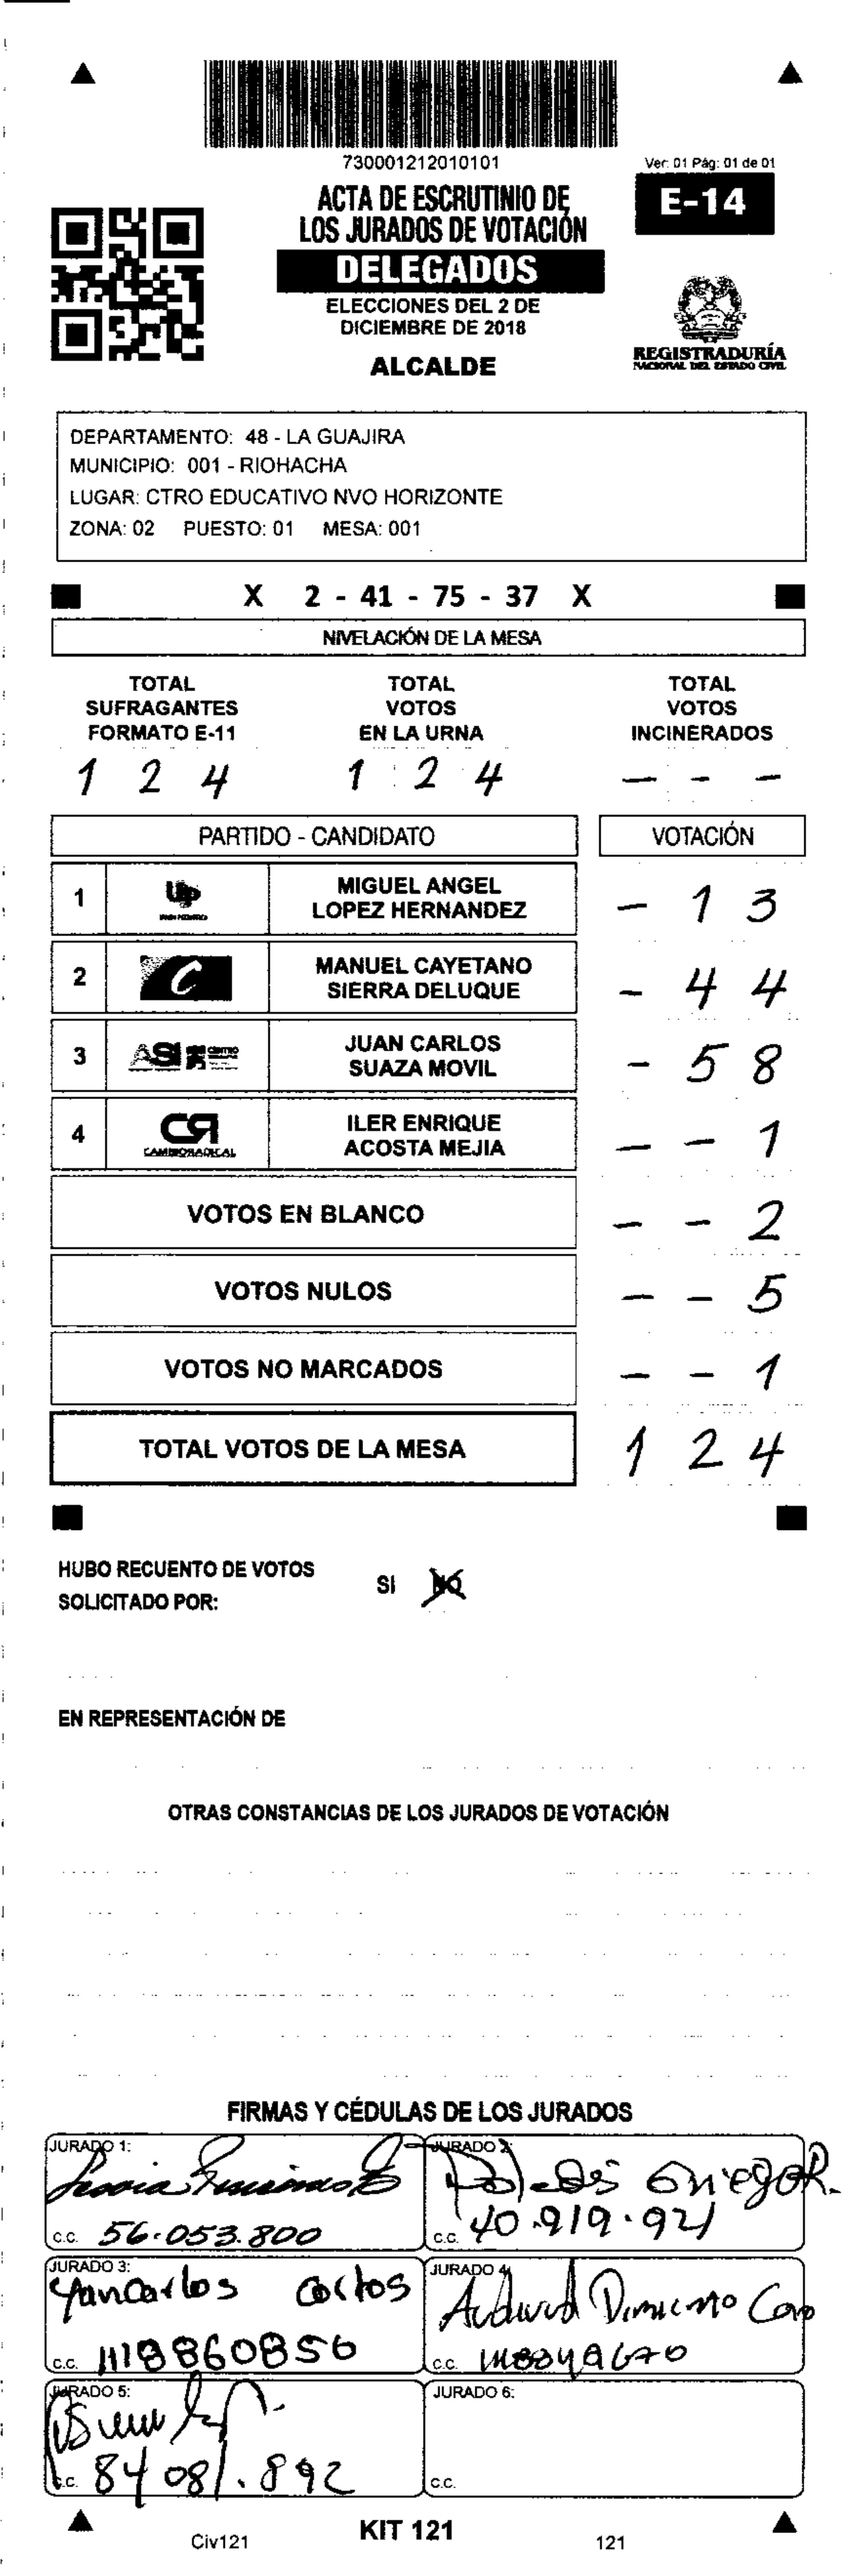 730001212010101
Ver: 01 Pág: 01 de 01
ACTA DE ESCRUTINIO DE
LOS JURADOS DE VOTACIÓN
E-14
DELEGADOS
ELECCIONES DEL 2 DE
DICIEMBRE DE 2018
ALCALDE
REGISTRADURÍA
NACIONAL DEL ESTADO CIVIL
DEPARTAMENTO: 48 - LA GUAJIRA
MUNICIPIO: 001 - RIOHACHA
LUGAR: CTRO EDUCATIVO NVO HORIZONTE
ZONA: 02 PUESTO: 01 MESA: 001
X 2 - 41 - 75 - 37 X
NIVELACIÓN DE LA MESA
TOTAL SUFRAGANTES FORMATO E-11
TOTAL VOTOS EN LA URNA
TOTAL VOTOS INCINERADOS
1 2 4 1 2 4 - - -
PARTIDO - CANDIDATO VOTACIÓN
1 Up MIGUEL ANGEL
LOPEZ HERNANDEZ - 1 3
2 C MANUEL CAYETANO
SIERRA DELUQUE - 4 4
3 ASI JUAN CARLOS
SUAZA MOVIL - 5 8
4 CR CAMBIO RADICAL ILER ENRIQUE
ACOSTA MEJIA - - 1
VOTOS EN BLANCO - - 2
VOTOS NULOS - - 5
VOTOS NO MARCADOS - - 1
TOTAL VOTOS DE LA MESA 1 2 4
HUBO RECUENTO DE VOTOS SI NO
SOLICITADO POR:
EN REPRESENTACIÓN DE
OTRAS CONSTANCIAS DE LOS JURADOS DE VOTACIÓN
FIRMAS Y CÉDULAS DE LOS JURADOS
JURADO 1:
c.c. 56.053.800
JURADO 2:
c.c. 40.919.921
JURADO 3:
Yancarlos
c.c. 1118860856
JURADO 4:
c.c.
JURADO 5:
c.c. 84081.892
JURADO 6:
c.c.
Civ121 KIT 121 121